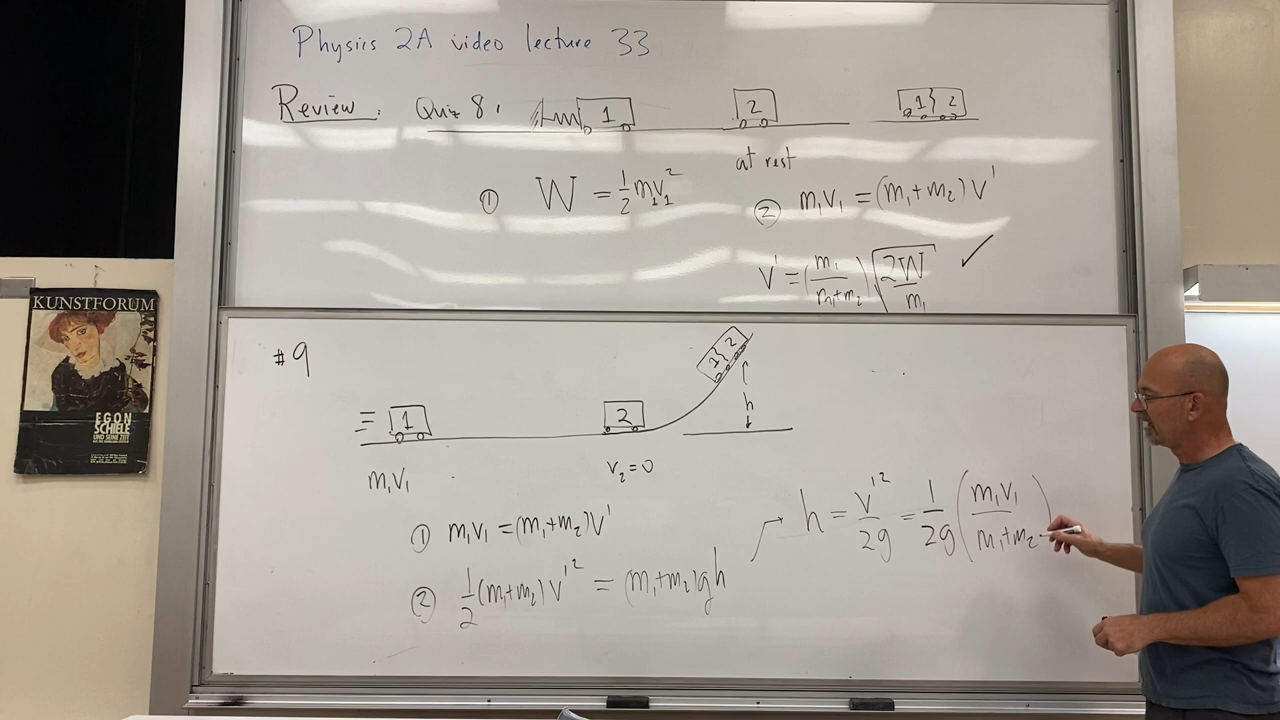 Physics 2A video lecture 33
Review. Quiz 8.
1
2
1 2
at rest
① W = 1/2 m₁v₁²
② m₁v₁ = (m₁+m₂)v'
v' = (m₁/(m₁+m₂)) √(2W/m₁) ✓
#9
1
2
1 2
h
m₁v₁
v₂=0
① m₁v₁ = (m₁+m₂)v'
② 1/2 (m₁+m₂)v'² = (m₁+m₂)gh
→ h = v'²/2g = 1/2g (m₁v₁/(m₁+m₂))
KUNSTFORUM
EGON
SCHIELE
UND SEINE ZEIT